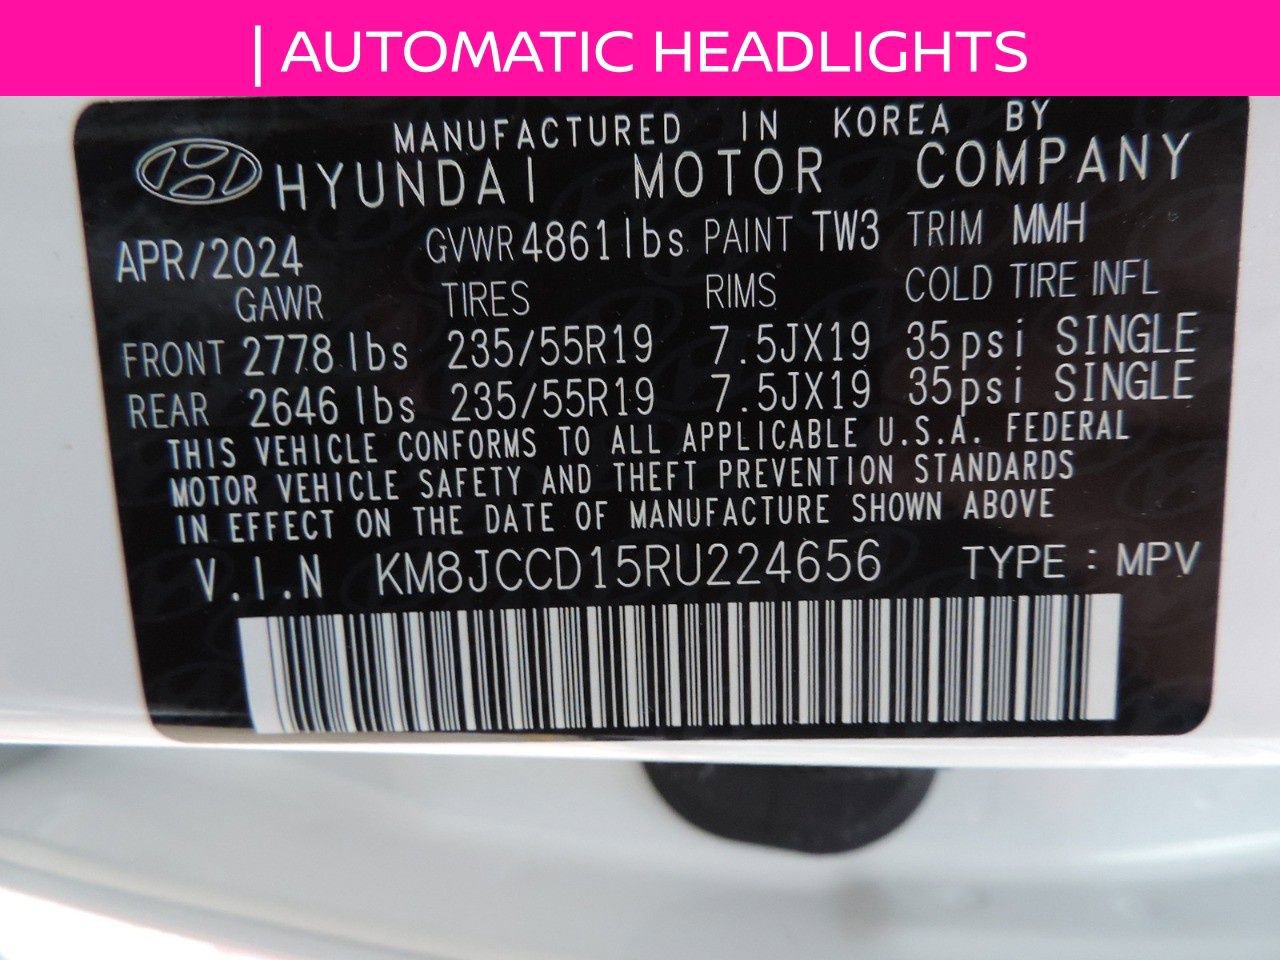 | AUTOMATIC HEADLIGHTS
MANUFACTURED IN KOREA BY
HYUNDAI MOTOR COMPANY
APR/2024 GVWR 4861 lbs PAINT TW3 TRIM MMH
GAWR TIRES RIMS COLD TIRE INFL
FRONT 2778 lbs 235/55R19 7.5JX19 35psi SINGLE
REAR 2646 lbs 235/55R19 7.5JX19 35psi SINGLE
THIS VEHICLE CONFORMS TO ALL APPLICABLE U.S.A. FEDERAL
MOTOR VEHICLE SAFETY AND THEFT PREVENTION STANDARDS
IN EFFECT ON THE DATE OF MANUFACTURE SHOWN ABOVE
V.I.N KM8JCCD15RU224656 TYPE : MPV